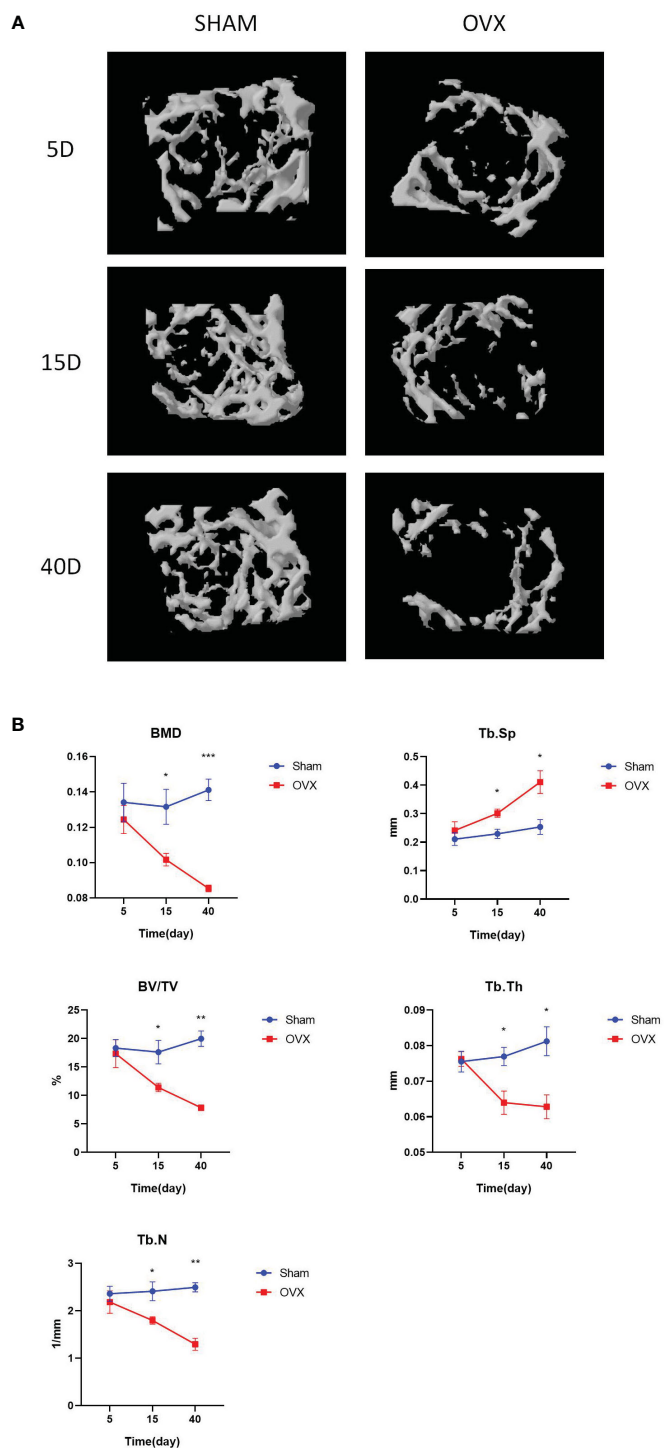 A
SHAM
OVX
5D
15D
40D
B
BMD
0.16
0.14
0.12
0.10
0.08
*
***
Sham
OVX
5
15
40
Time(day)
Tb.Sp
mm
0.5
0.4
0.3
0.2
0.1
0.0
*
*
Sham
OVX
5
15
40
Time(day)
BV/TV
%
25
20
15
10
5
0
*
**
Sham
OVX
5
15
40
Time(day)
Tb.Th
mm
0.09
0.08
0.07
0.06
0.05
*
*
Sham
OVX
5
15
40
Time(day)
Tb.N
1/mm
3
2
1
0
*
**
Sham
OVX
5
15
40
Time(day)